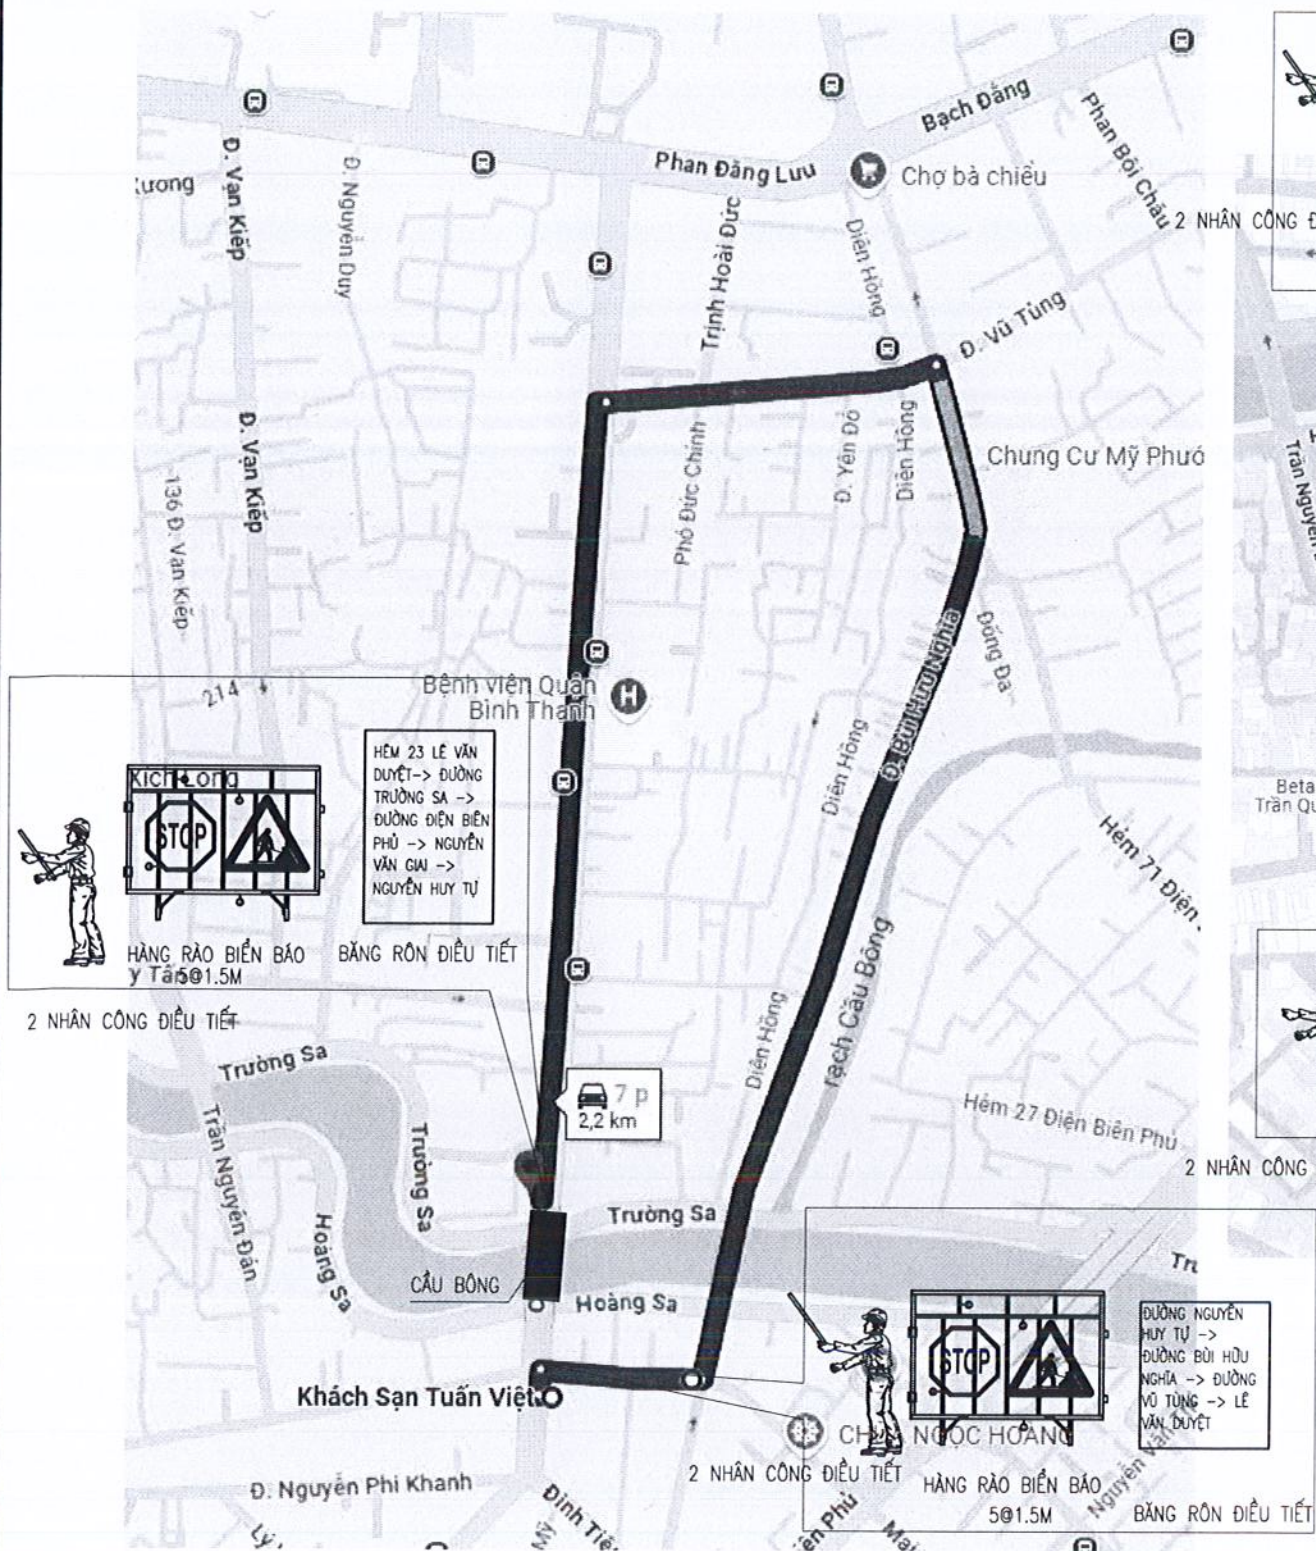 Bạch Đằng
Phan Bội Châu
Phan Đăng Lưu
Chợ bà chiểu
Đ. Vạn Kiếp
Đ. Nguyễn Duy
Trịnh Hoài Đức
Diên Hồng
2 NHÂN CÔNG
Đ. Vũ Tùng
Đ. Vạn Kiếp
136 Đ. Vạn Kiếp
Phó Đức Chính
Đ. Yên Đỗ
Diên Hồng
Chung Cư Mỹ Phướ
Trần Nguyên
Đống Đa
Đ. Bùi Hữu Nghĩa
214
Bệnh viện Quận
Bình Thạnh
H
Diên Hồng
Beta
Trần Qu
Hẻm 71 Điện
HẺM 23 LÊ VĂN
DUYỆT-> ĐƯỜNG
TRƯỜNG SA ->
ĐƯỜNG ĐIỆN BIÊN
PHỦ -> NGUYỄN
VĂN GIAI ->
NGUYỄN HUY TỰ
Xích Long
STOP
HÀNG RÀO BIỂN BÁO
5@1.5M
BĂNG RÔN ĐIỀU TIẾT
2 NHÂN CÔNG ĐIỀU TIẾT
rạch Cầu Bông
Diên Hồng
Trường Sa
Trần Nguyên Đán
Trường Sa
Hoàng Sa
7 p
2,2 km
Hẻm 27 Điện Biên Phủ
2 NHÂN CÔNG
Trường Sa
CẦU BÔNG
Hoàng Sa
Khách Sạn Tuấn Việt
STOP
ĐƯỜNG NGUYỄN
HUY TỰ ->
ĐƯỜNG BÙI HỮU
NGHĨA -> ĐƯỜNG
VŨ TÙNG -> LÊ
VĂN DUYỆT
NGỌC HOÀNG
2 NHÂN CÔNG ĐIỀU TIẾT
HÀNG RÀO BIỂN BÁO
5@1.5M
BĂNG RÔN ĐIỀU TIẾT
Đ. Nguyễn Phi Khanh